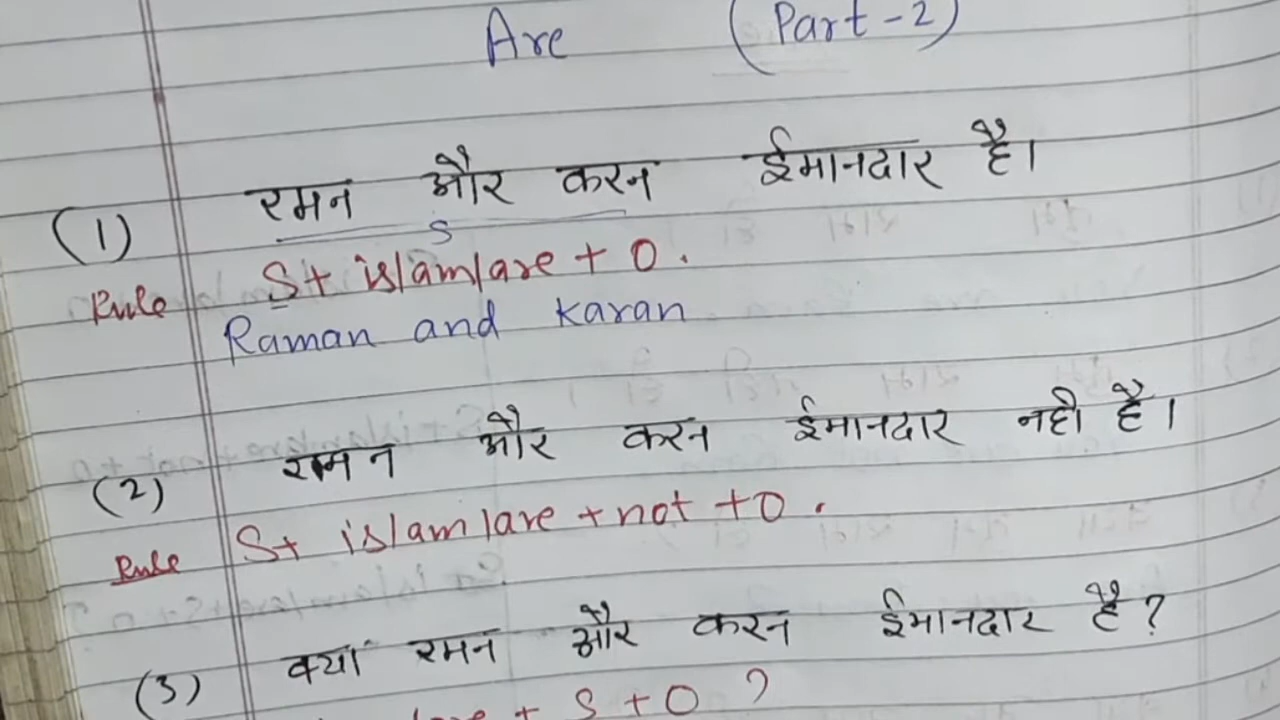 Are (Part-2)
(1) रमन और करन ईमानदार है।
S
Rule S+ is/am/are + O.
Raman and Karan
(2) रामन और करन ईमानदार नही है।
Rule S+ is/am/are + not + O.
(3) क्या रमन और करन ईमानदार है?
+ S + O ?